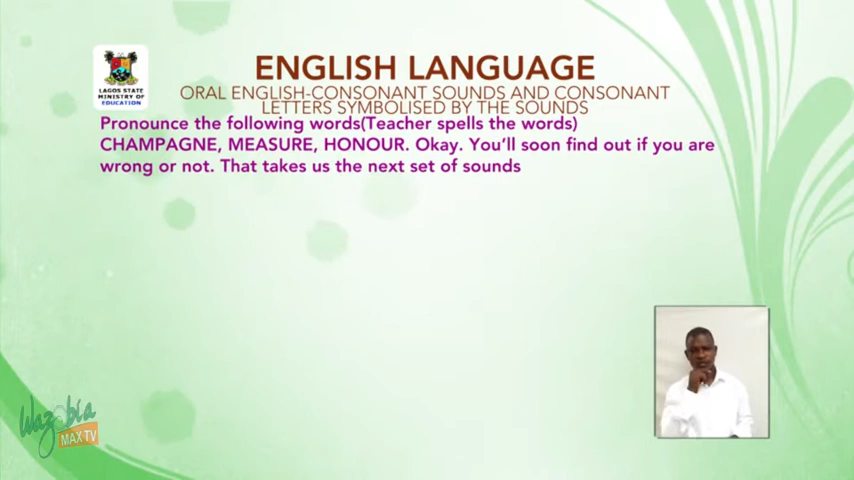 LAGOS STATE
MINISTRY OF
EDUCATION
ENGLISH LANGUAGE
ORAL ENGLISH-CONSONANT SOUNDS AND CONSONANT
LETTERS SYMBOLISED BY THE SOUNDS
Pronounce the following words(Teacher spells the words)
CHAMPAGNE, MEASURE, HONOUR. Okay. You'll soon find out if you are
wrong or not. That takes us the next set of sounds
Wazobia
MAX TV